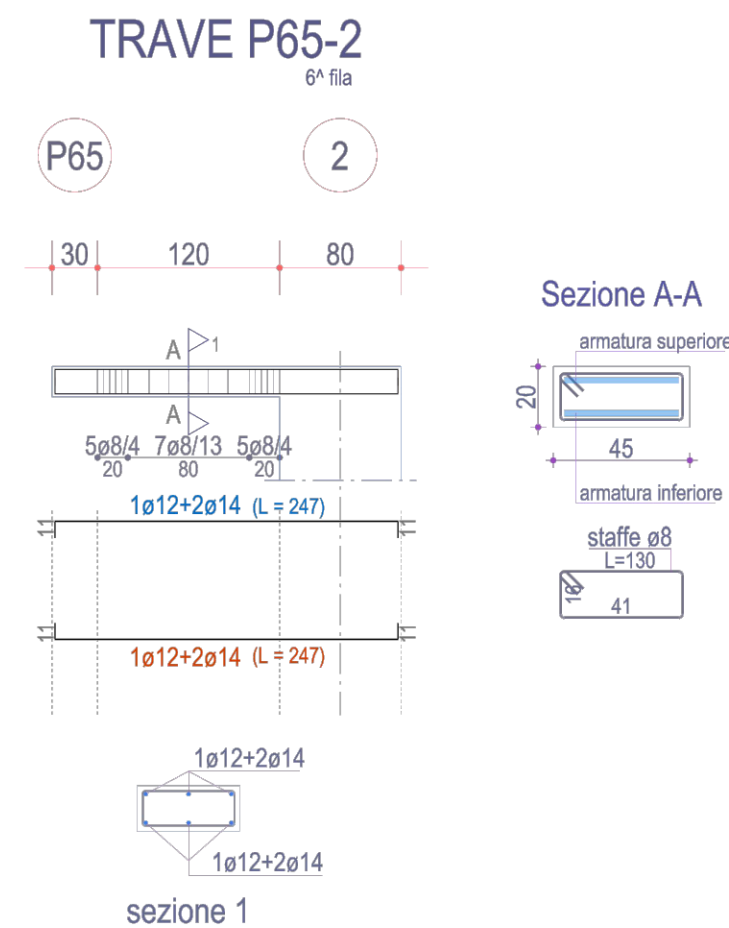 TRAVE P65-2
6^ fila
P65
2
30
120
80
Sezione A-A
armatura superiore
A
1
20
A
5ø8/4 7ø8/13 5ø8/4
20
80
20
45
armatura inferiore
1ø12+2ø14 (L = 247)
11
11
staffe ø8
L=130
16
41
11
11
1ø12+2ø14 (L = 247)
1ø12+2ø14
1ø12+2ø14
sezione 1